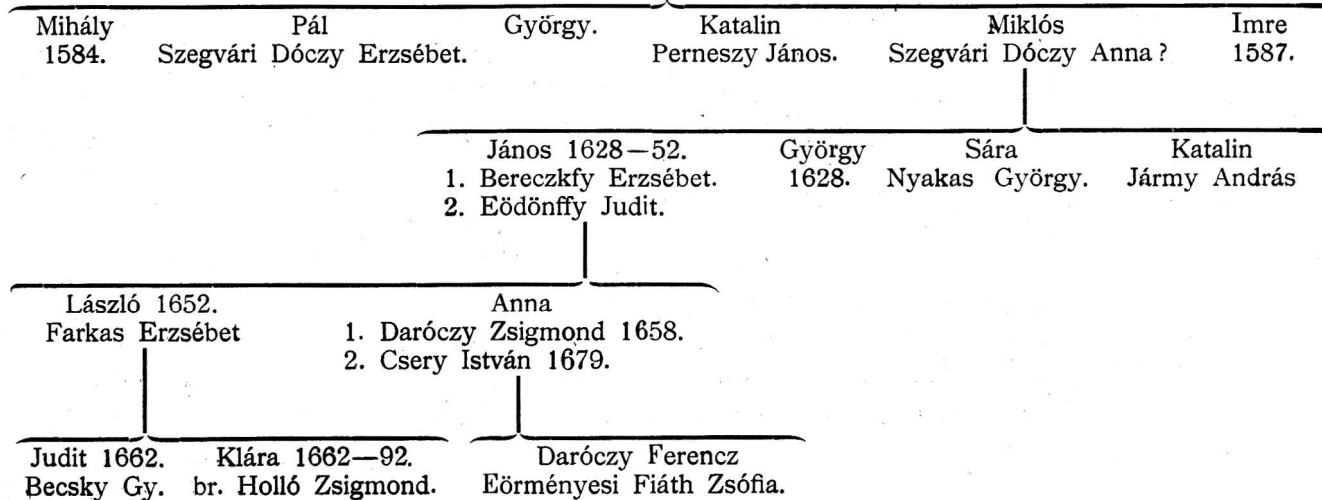 Mihály Pál György. Katalin Miklós Imre
1584. Szegvári Dóczy Erzsébet. Perneszy János. Szegvári Dóczy Anna? 1587.
János 1628—52. György Sára Katalin
1. Bereczkfy Erzsébet. 1628. Nyakas György. Jármy András
2. Eödönffy Judit.
László 1652. Anna
Farkas Erzsébet 1. Daróczy Zsigmond 1658.
2. Csery István 1679.
Judit 1662. Klára 1662—92. Daróczy Ferencz
Becsky Gy. br. Holló Zsigmond. Eörményesi Fiáth Zsófia.